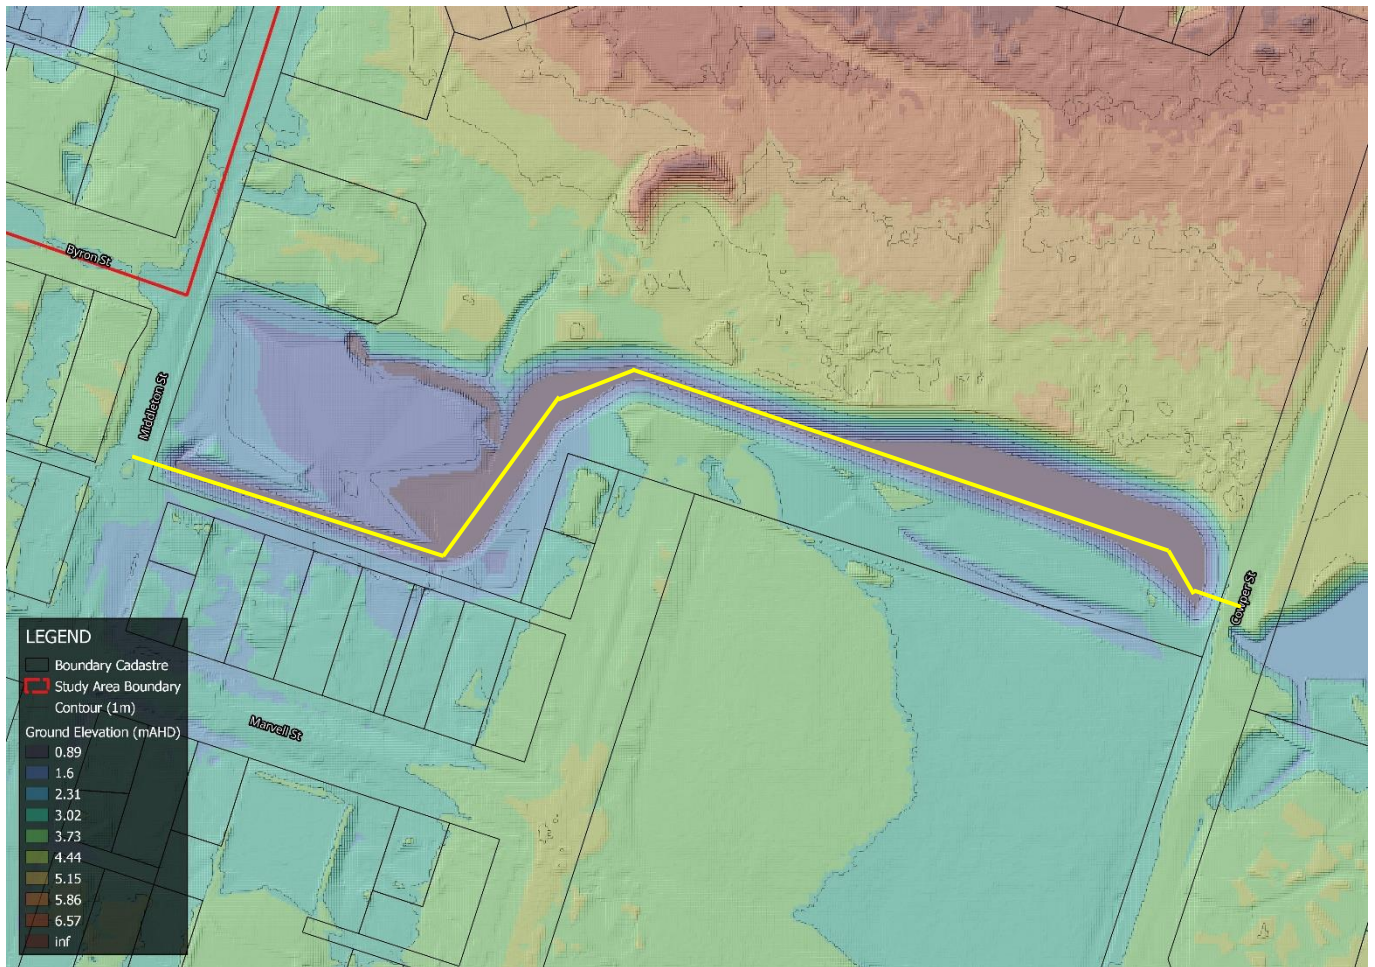 Byron St
Middleton St
Cowper St
Marvell St
LEGEND
Boundary Cadastre
Study Area Boundary
Contour (1m)
Ground Elevation (mAHD)
0.89
1.6
2.31
3.02
3.73
4.44
5.15
5.86
6.57
inf